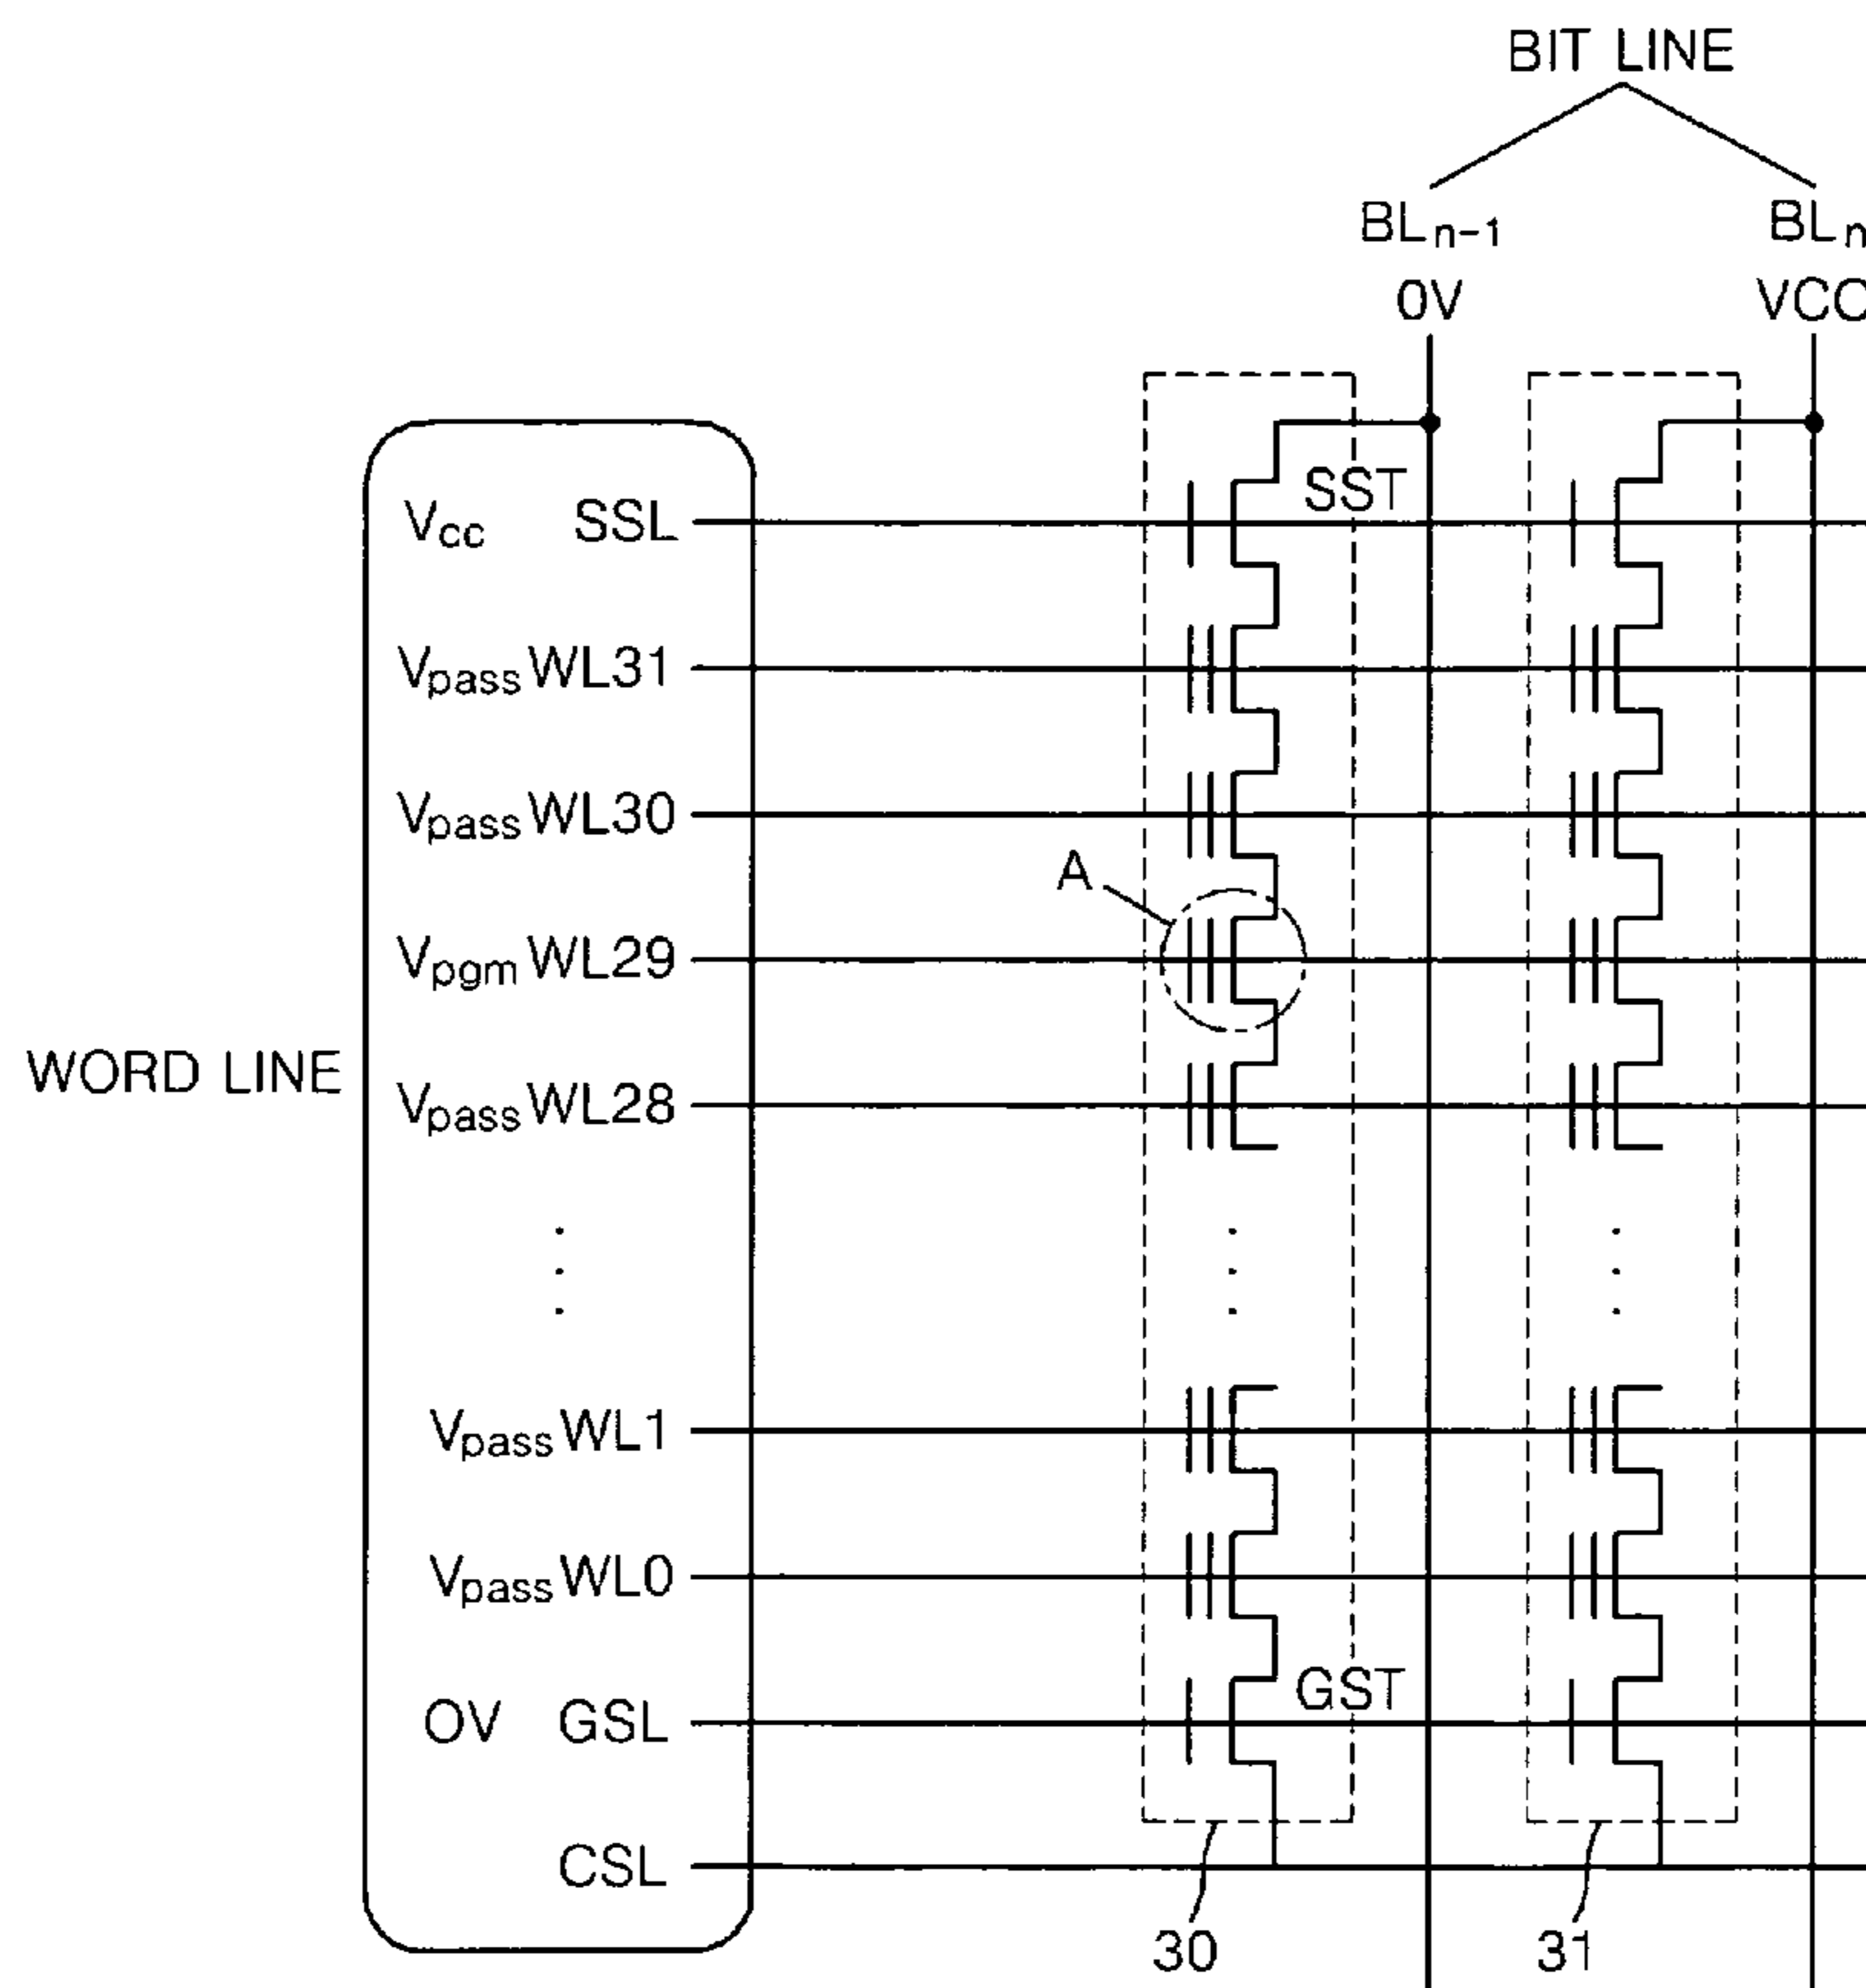 BIT LINE
BLn-1 BLn
0V VCC
Vcc SSL SST
Vpass WL31
Vpass WL30
A
Vpgm WL29
WORD LINE
Vpass WL28
Vpass WL1
Vpass WL0
GST
0V GSL
CSL
30 31